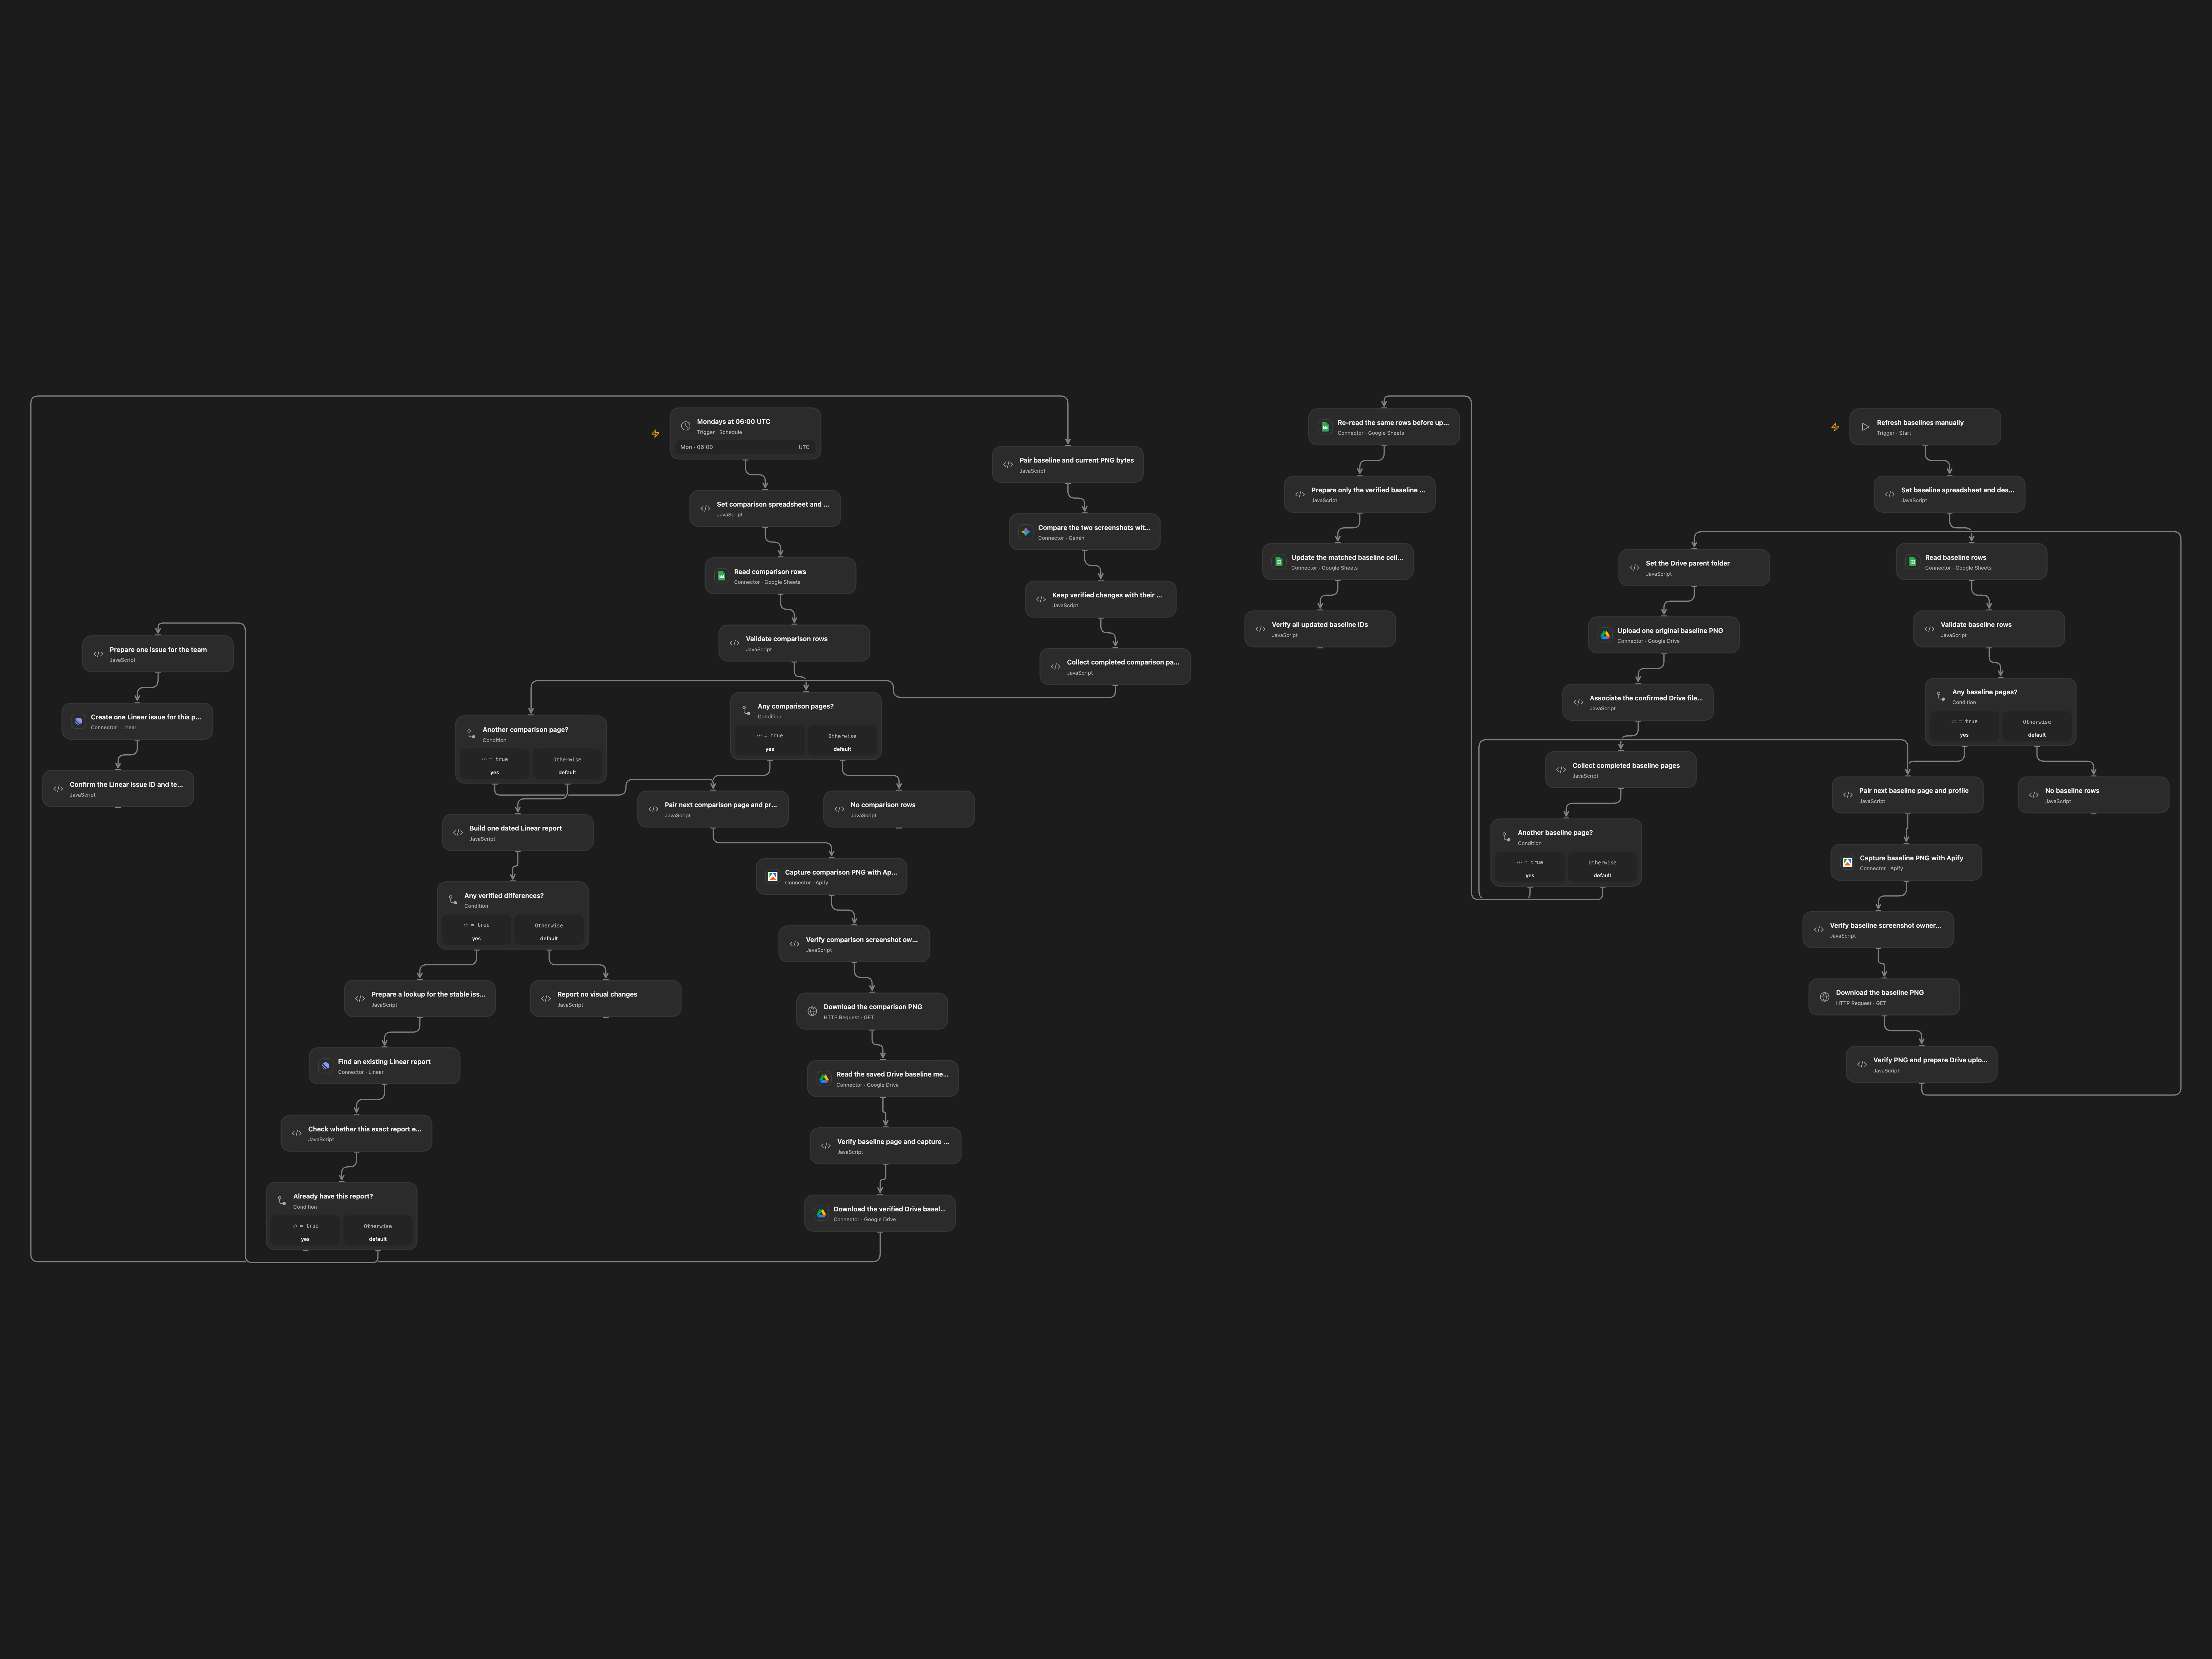 Mondays at 06:00 UTC
Trigger · Schedule
Mon · 06:00
UTC
Set comparison spreadsheet and ...
JavaScript
Read comparison rows
Connector · Google Sheets
Validate comparison rows
JavaScript
Any comparison pages?
Condition
</> = true
yes
Otherwise
default
Another comparison page?
Condition
</> = true
yes
Otherwise
default
Pair next comparison page and pr...
JavaScript
No comparison rows
JavaScript
Build one dated Linear report
JavaScript
Any verified differences?
Condition
</> = true
yes
Otherwise
default
Prepare a lookup for the stable iss...
JavaScript
Report no visual changes
JavaScript
Find an existing Linear report
Connector · Linear
Check whether this exact report e...
JavaScript
Already have this report?
Condition
</> = true
yes
Otherwise
default
Prepare one issue for the team
JavaScript
Create one Linear issue for this p...
Connector · Linear
Confirm the Linear issue ID and te...
JavaScript
Capture comparison PNG with Ap...
Connector · Apify
Verify comparison screenshot ow...
JavaScript
Download the comparison PNG
HTTP Request · GET
Read the saved Drive baseline me...
Connector · Google Drive
Verify baseline page and capture ...
JavaScript
Download the verified Drive basel...
Connector · Google Drive
Pair baseline and current PNG bytes
JavaScript
Compare the two screenshots wit...
Connector · Gemini
Keep verified changes with their ...
JavaScript
Collect completed comparison pa...
JavaScript
Re-read the same rows before up...
Connector · Google Sheets
Prepare only the verified baseline ...
JavaScript
Update the matched baseline cell...
Connector · Google Sheets
Verify all updated baseline IDs
JavaScript
Refresh baselines manually
Trigger · Start
Set baseline spreadsheet and des...
JavaScript
Read baseline rows
Connector · Google Sheets
Validate baseline rows
JavaScript
Any baseline pages?
Condition
</> = true
yes
Otherwise
default
Pair next baseline page and profile
JavaScript
No baseline rows
JavaScript
Capture baseline PNG with Apify
Connector · Apify
Verify baseline screenshot owner...
JavaScript
Download the baseline PNG
HTTP Request · GET
Verify PNG and prepare Drive uplo...
JavaScript
Set the Drive parent folder
JavaScript
Upload one original baseline PNG
Connector · Google Drive
Associate the confirmed Drive file...
JavaScript
Collect completed baseline pages
JavaScript
Another baseline page?
Condition
</> = true
yes
Otherwise
default